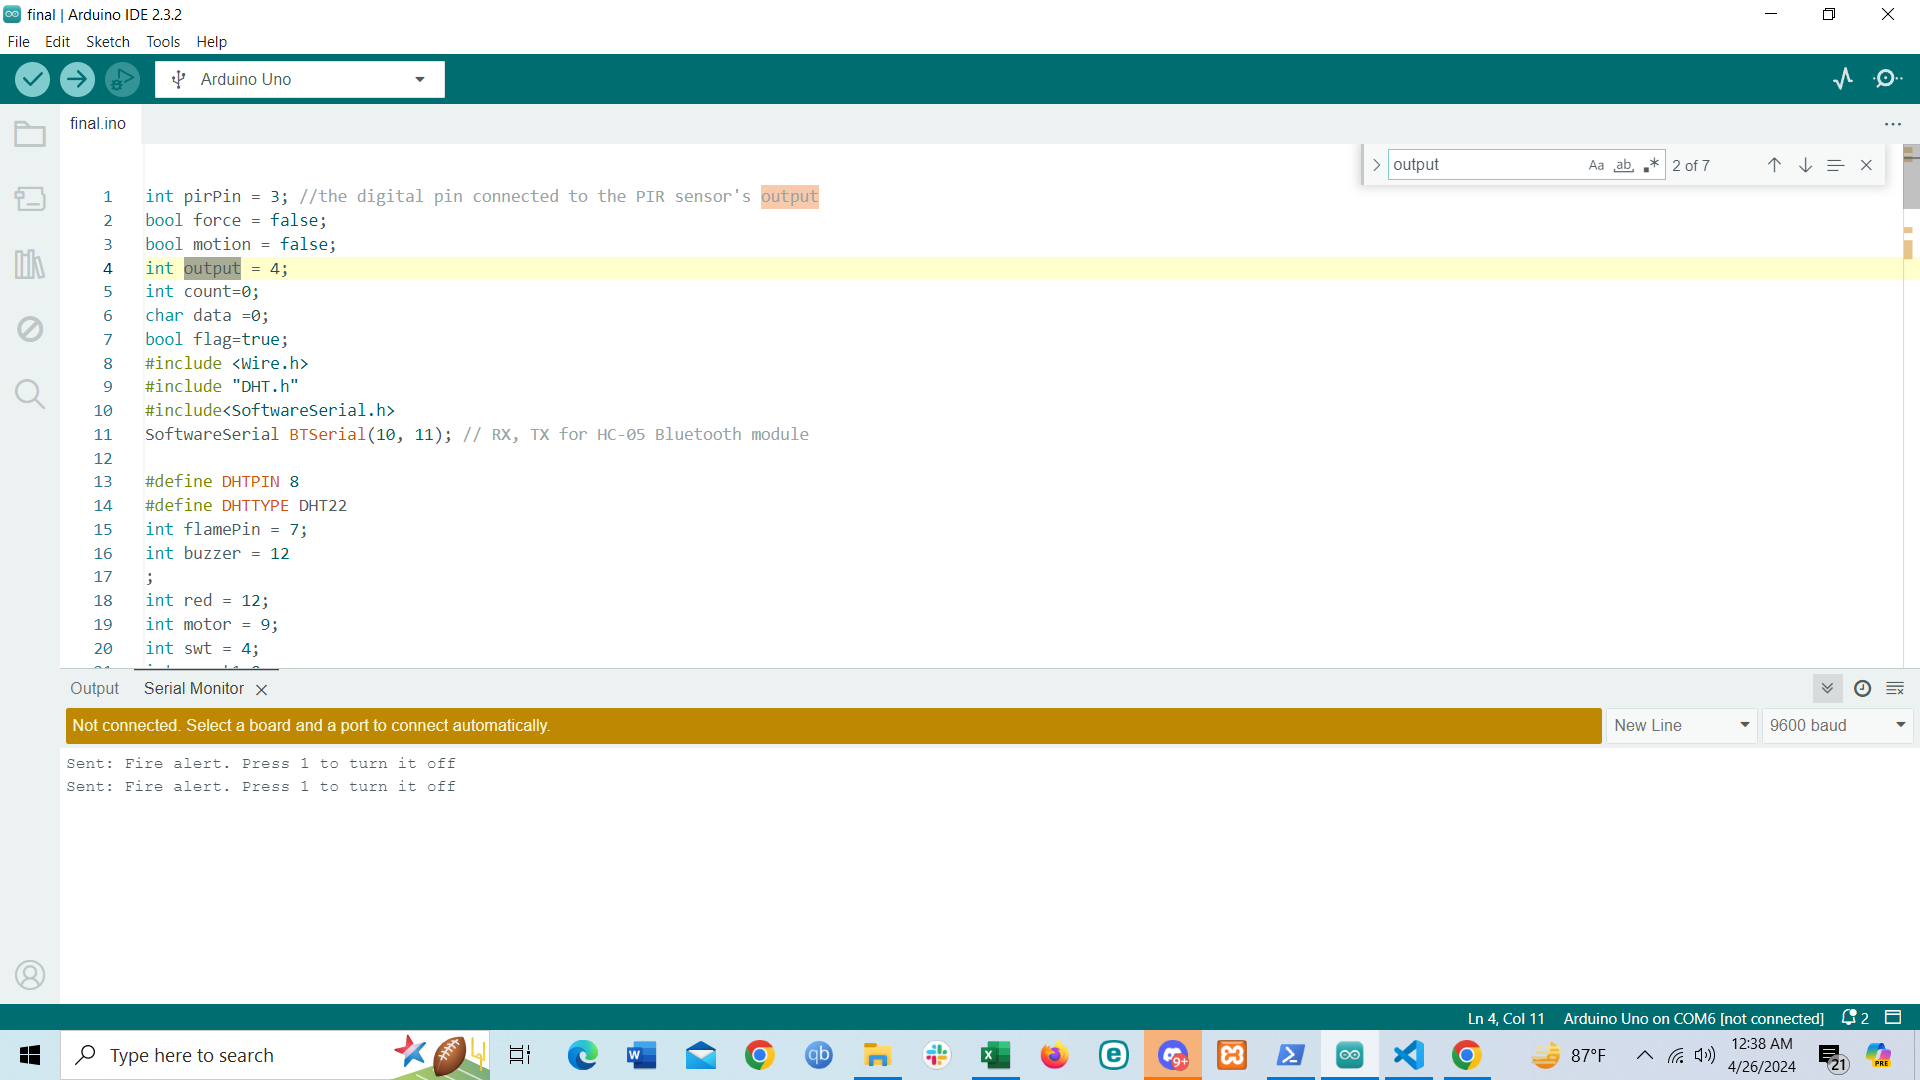 final | Arduino IDE 2.3.2
File Edit Sketch Tools Help
Arduino Uno
final.ino
output Aa ab .* 2 of 7
1 int pirPin = 3; //the digital pin connected to the PIR sensor's output
2 bool force = false;
3 bool motion = false;
4 int output = 4;
5 int count=0;
6 char data =0;
7 bool flag=true;
8 #include <Wire.h>
9 #include "DHT.h"
10 #include<SoftwareSerial.h>
11 SoftwareSerial BTSerial(10, 11); // RX, TX for HC-05 Bluetooth module
12
13 #define DHTPIN 8
14 #define DHTTYPE DHT22
15 int flamePin = 7;
16 int buzzer = 12
17 ;
18 int red = 12;
19 int motor = 9;
20 int swt = 4;
Output Serial Monitor
Not connected. Select a board and a port to connect automatically. New Line 9600 baud
Sent: Fire alert. Press 1 to turn it off
Sent: Fire alert. Press 1 to turn it off
Ln 4, Col 11 Arduino Uno on COM6 [not connected] 2
Type here to search
W
qb
X
e
9+
87°F
12:38 AM
4/26/2024
21
PRE